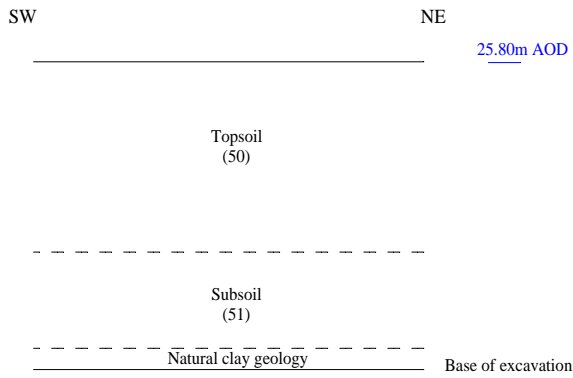 SW
NE
25.80m AOD
Topsoil
(50)
Subsoil
(51)
Natural clay geology
Base of excavation